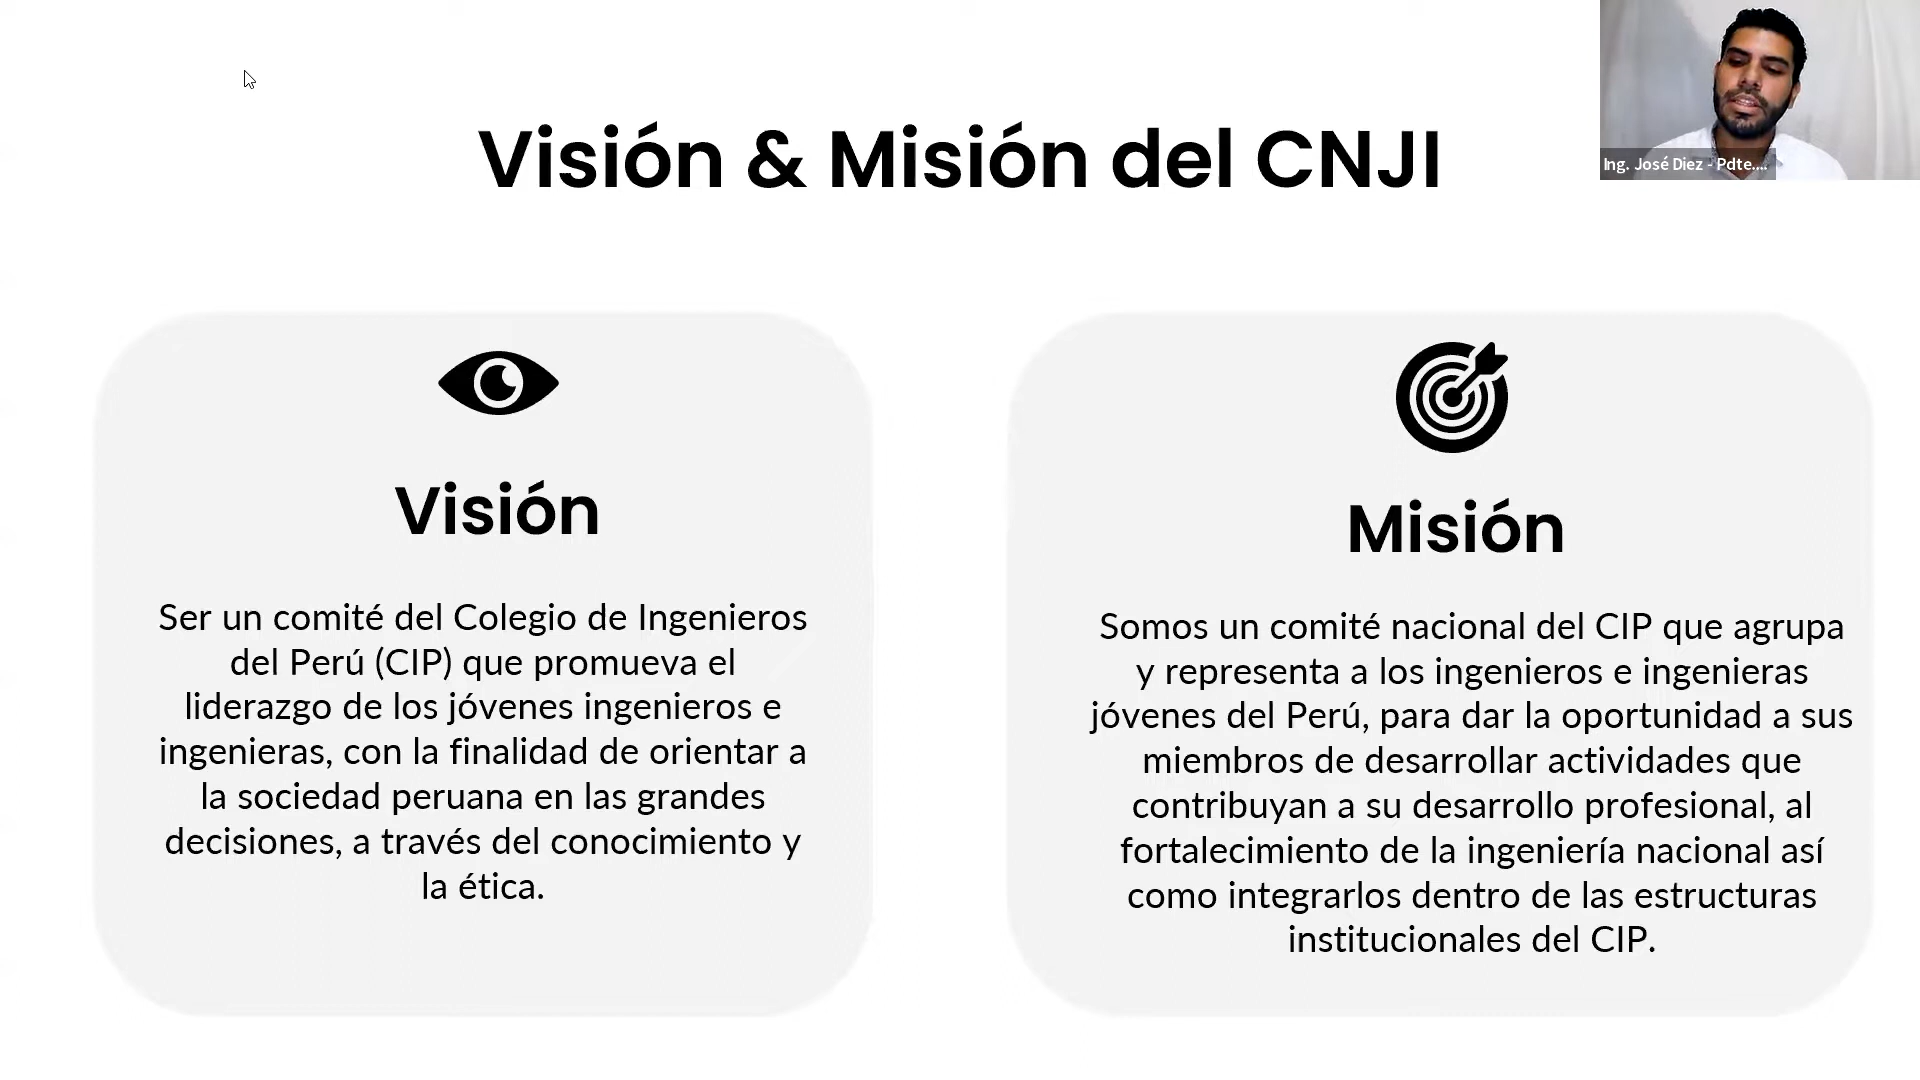 Visión & Misión del CNJI
Ing. José Diez - Pdte....
Visión
Ser un comité del Colegio de Ingenieros
del Perú (CIP) que promueva el
liderazgo de los jóvenes ingenieros e
ingenieras, con la finalidad de orientar a
la sociedad peruana en las grandes
decisiones, a través del conocimiento y
la ética.
Misión
Somos un comité nacional del CIP que agrupa
y representa a los ingenieros e ingenieras
jóvenes del Perú, para dar la oportunidad a sus
miembros de desarrollar actividades que
contribuyan a su desarrollo profesional, al
fortalecimiento de la ingeniería nacional así
como integrarlos dentro de las estructuras
institucionales del CIP.